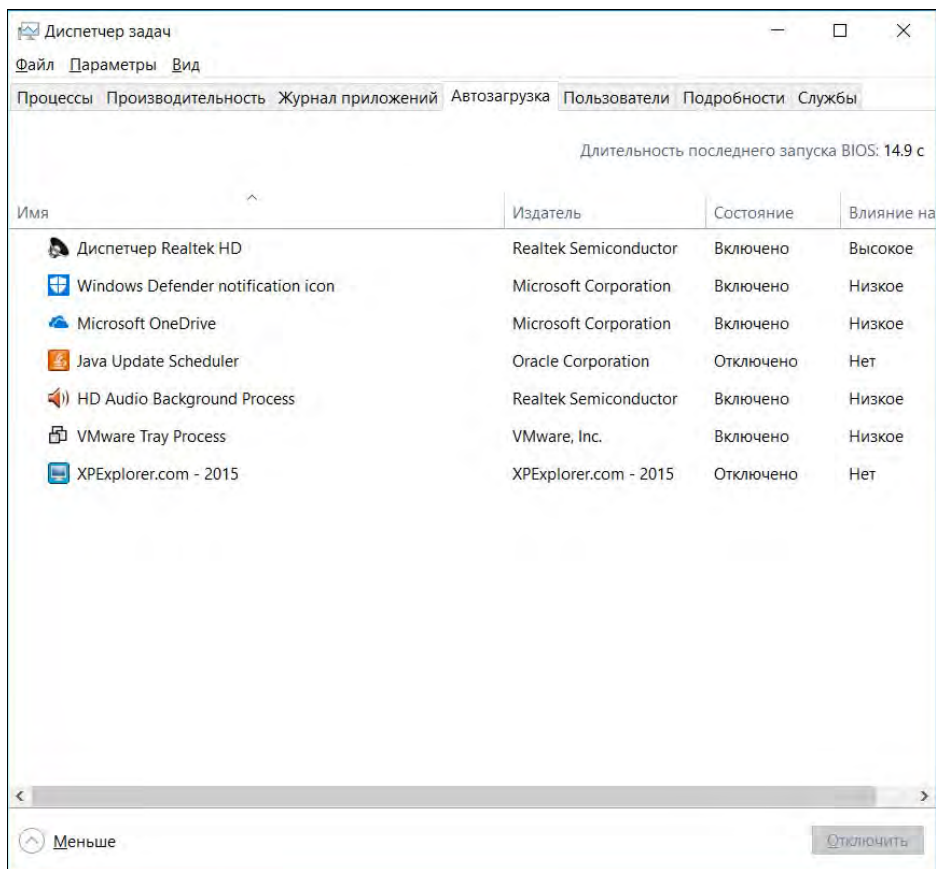 Диспетчер задач
Файл Параметры Вид
Процессы Производительность Журнал приложений Автозагрузка Пользователи Подробности Службы
Длительность последнего запуска BIOS: 14.9 с
Имя Издатель Состояние Влияние на
Диспетчер Realtek HD Realtek Semiconductor Включено Высокое
Windows Defender notification icon Microsoft Corporation Включено Низкое
Microsoft OneDrive Microsoft Corporation Включено Низкое
Java Update Scheduler Oracle Corporation Отключено Нет
HD Audio Background Process Realtek Semiconductor Включено Низкое
VMware Tray Process VMware, Inc. Включено Низкое
XPExplorer.com - 2015 XPExplorer.com - 2015 Отключено Нет
Меньше Отключить